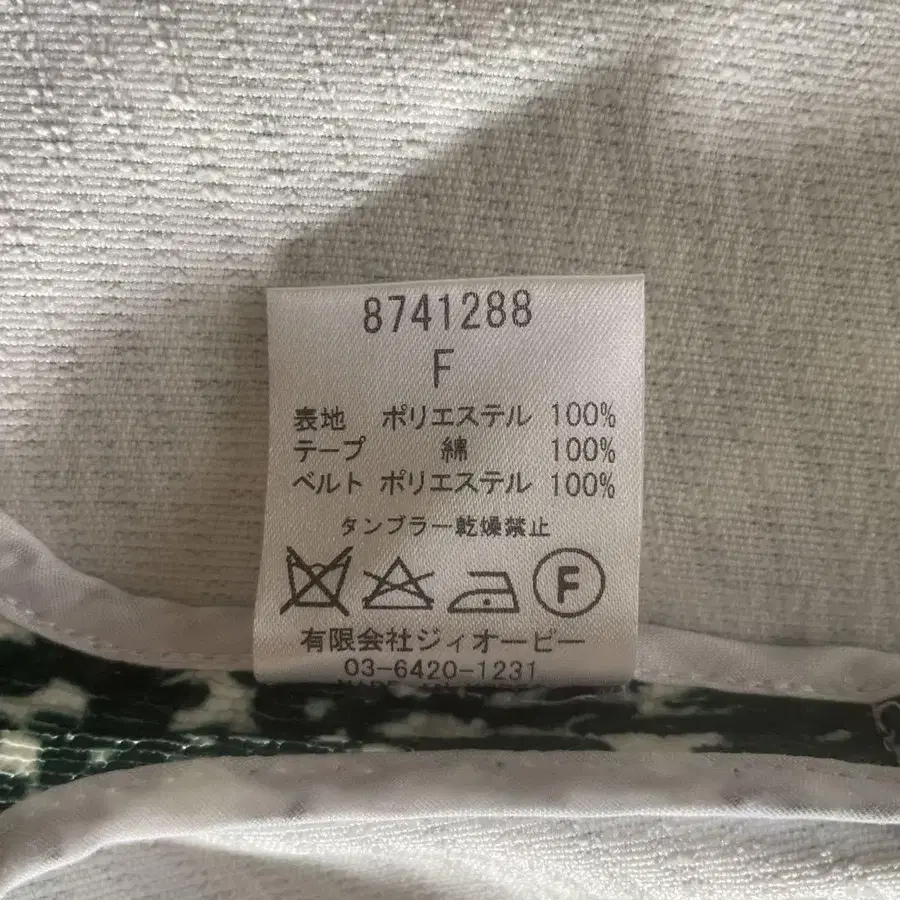 8741288
F
表地 ポリエステル 100%
テープ 綿 100%
ベルト ポリエステル 100%
タンブラー乾燥禁止
F
有限会社ジィオービー
03-6420-1231